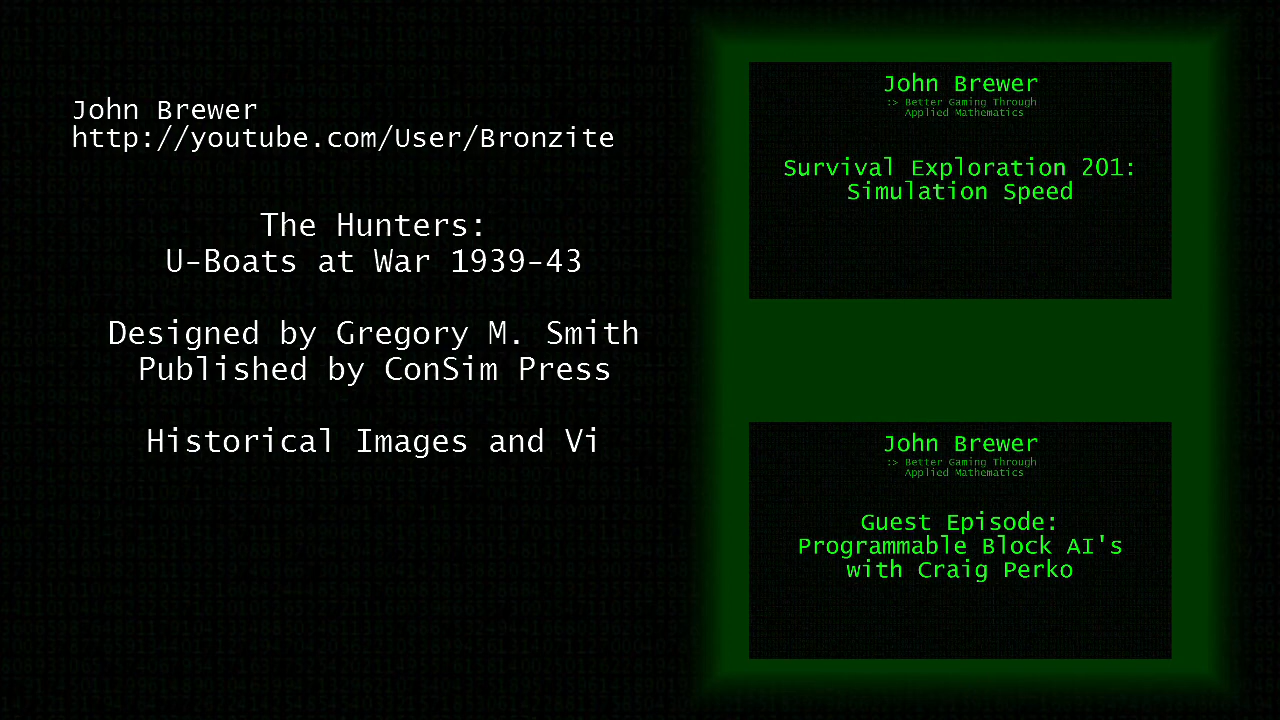 John Brewer
http://youtube.com/User/Bronzite
The Hunters:
U-Boats at War 1939-43
Designed by Gregory M. Smith
Published by ConSim Press
Historical Images and Vi
John Brewer
:> Better Gaming Through
Applied Mathematics
Survival Exploration 201:
Simulation Speed
John Brewer
:> Better Gaming Through
Applied Mathematics
Guest Episode:
Programmable Block AI's
with Craig Perko